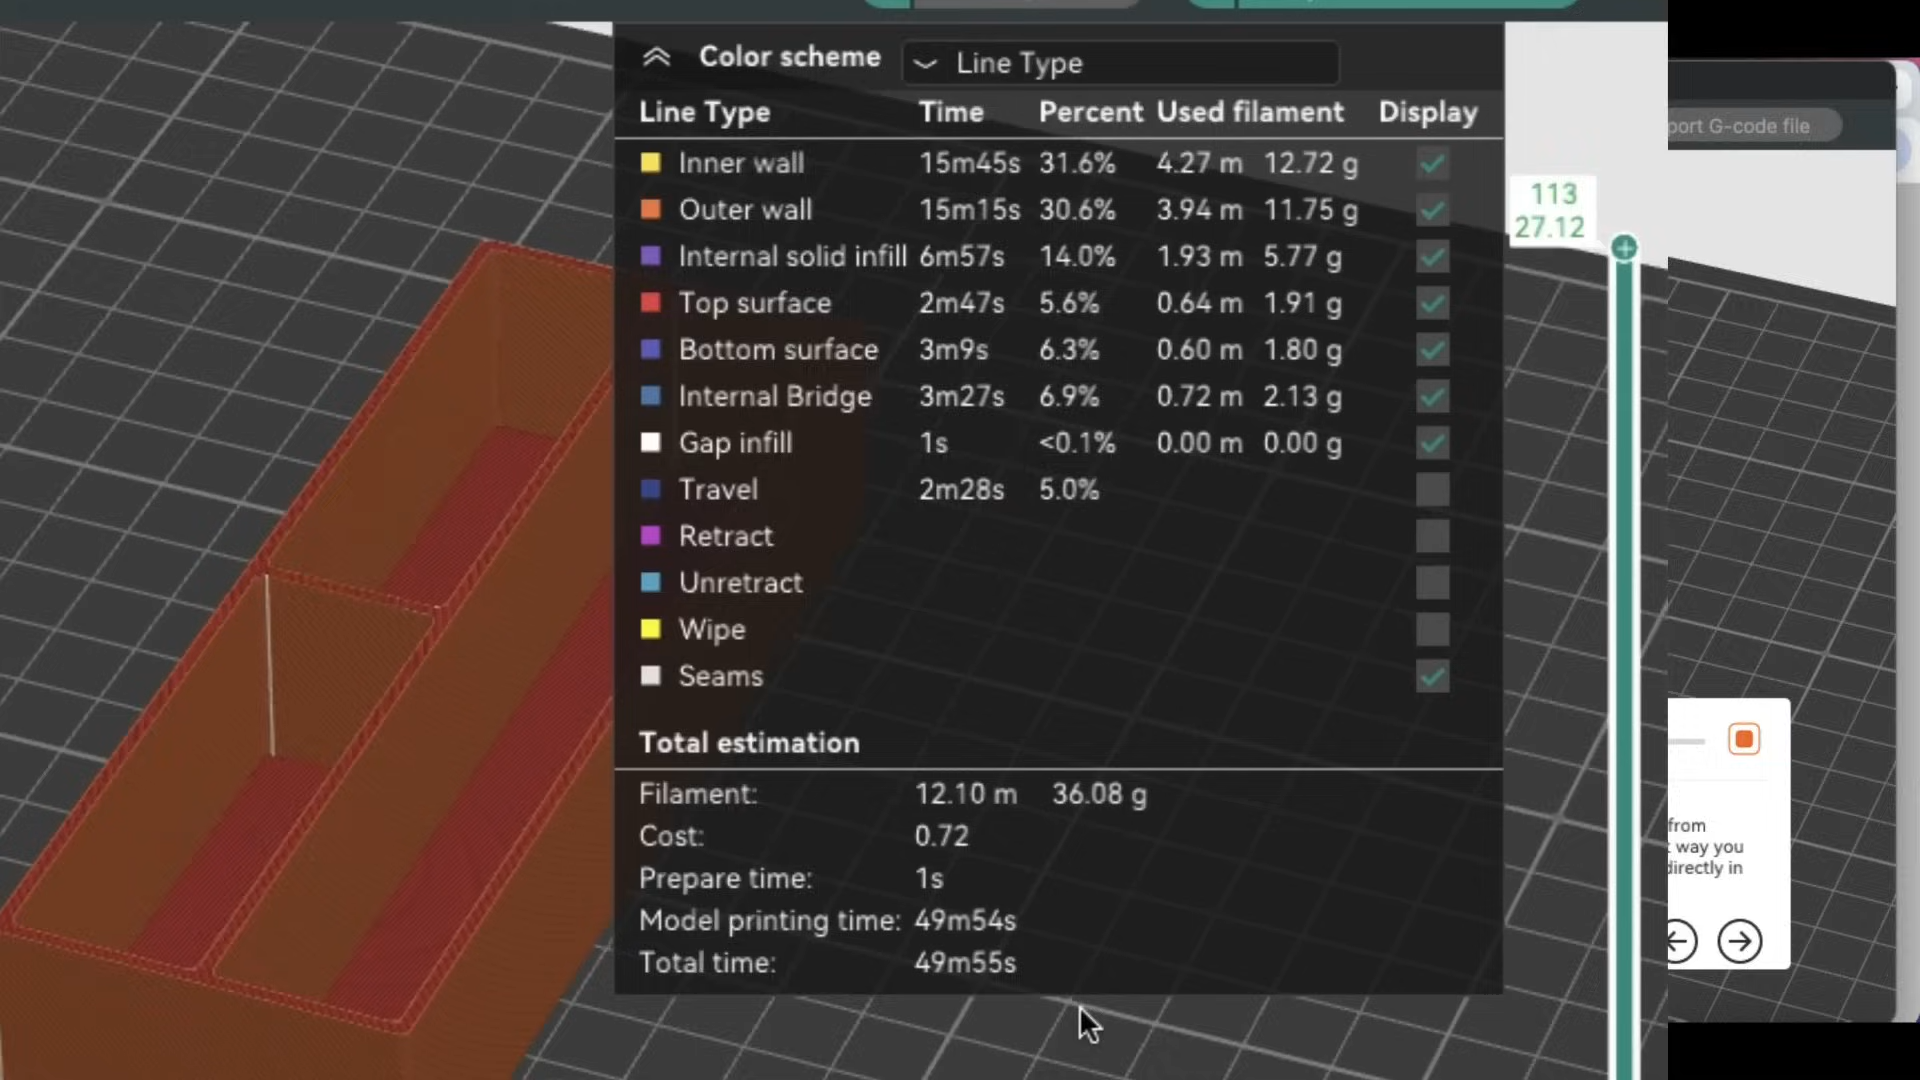 Color scheme Line Type
Line Type Time Percent Used filament Display
Inner wall 15m45s 31.6% 4.27 m 12.72 g
Outer wall 15m15s 30.6% 3.94 m 11.75 g
Internal solid infill 6m57s 14.0% 1.93 m 5.77 g
Top surface 2m47s 5.6% 0.64 m 1.91 g
Bottom surface 3m9s 6.3% 0.60 m 1.80 g
Internal Bridge 3m27s 6.9% 0.72 m 2.13 g
Gap infill 1s <0.1% 0.00 m 0.00 g
Travel 2m28s 5.0%
Retract
Unretract
Wipe
Seams
Total estimation
Filament: 12.10 m 36.08 g
Cost: 0.72
Prepare time: 1s
Model printing time: 49m54s
Total time: 49m55s
113
27.12
port G-code file
from
way you
directly in